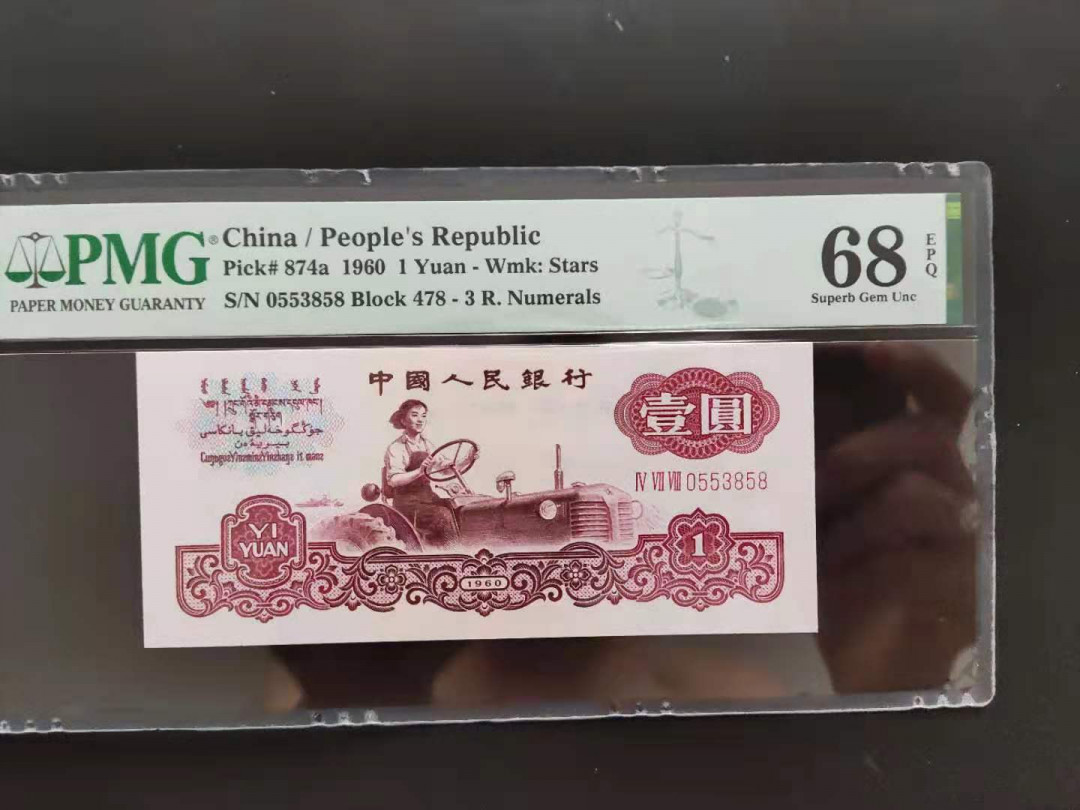 PMG®
PAPER MONEY GUARANTY
China / People's Republic
Pick# 874a 1960 1 Yuan - Wmk: Stars
S/N 0553858 Block 478 - 3 R. Numerals
68
EPQ
Superb Gem Unc
中國人民銀行
壹圓
IV VII VIII 0553858
YI
YUAN
1960
1